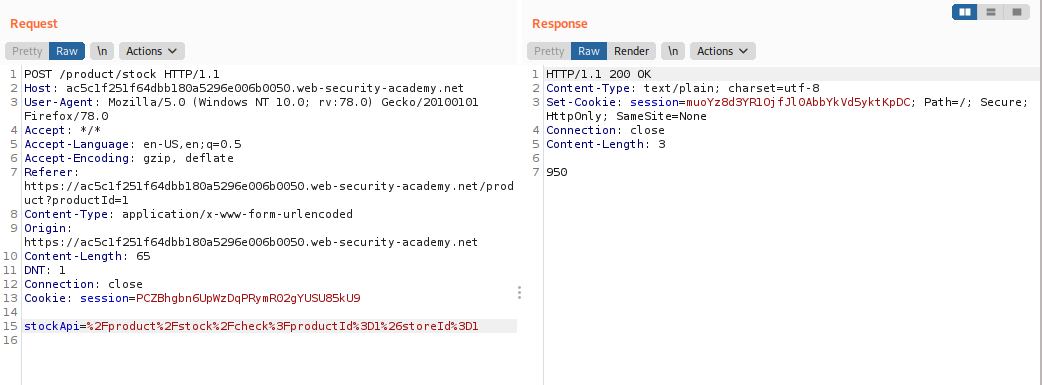 Request
Pretty Raw \n Actions
1 POST /product/stock HTTP/1.1
2 Host: ac5c1f251f64dbb180a5296e006b0050.web-security-academy.net
3 User-Agent: Mozilla/5.0 (Windows NT 10.0; rv:78.0) Gecko/20100101
Firefox/78.0
4 Accept: */*
5 Accept-Language: en-US,en;q=0.5
6 Accept-Encoding: gzip, deflate
7 Referer:
https://ac5c1f251f64dbb180a5296e006b0050.web-security-academy.net/prod
uct?productId=1
8 Content-Type: application/x-www-form-urlencoded
9 Origin:
https://ac5c1f251f64dbb180a5296e006b0050.web-security-academy.net
10 Content-Length: 65
11 DNT: 1
12 Connection: close
13 Cookie: session=PCZBhgbn6UpWzDqPRymR02gYUSU85kU9
14
15 stockApi=%2Fproduct%2Fstock%2Fcheck%3FproductId%3D1%26storeId%3D1
16
Response
Pretty Raw Render \n Actions
1 HTTP/1.1 200 OK
2 Content-Type: text/plain; charset=utf-8
3 Set-Cookie: session=muoYz8d3YR1OjfJlOAbbYkVd5yktKpDC; Path=/; Secure;
HttpOnly; SameSite=None
4 Connection: close
5 Content-Length: 3
6
7 950